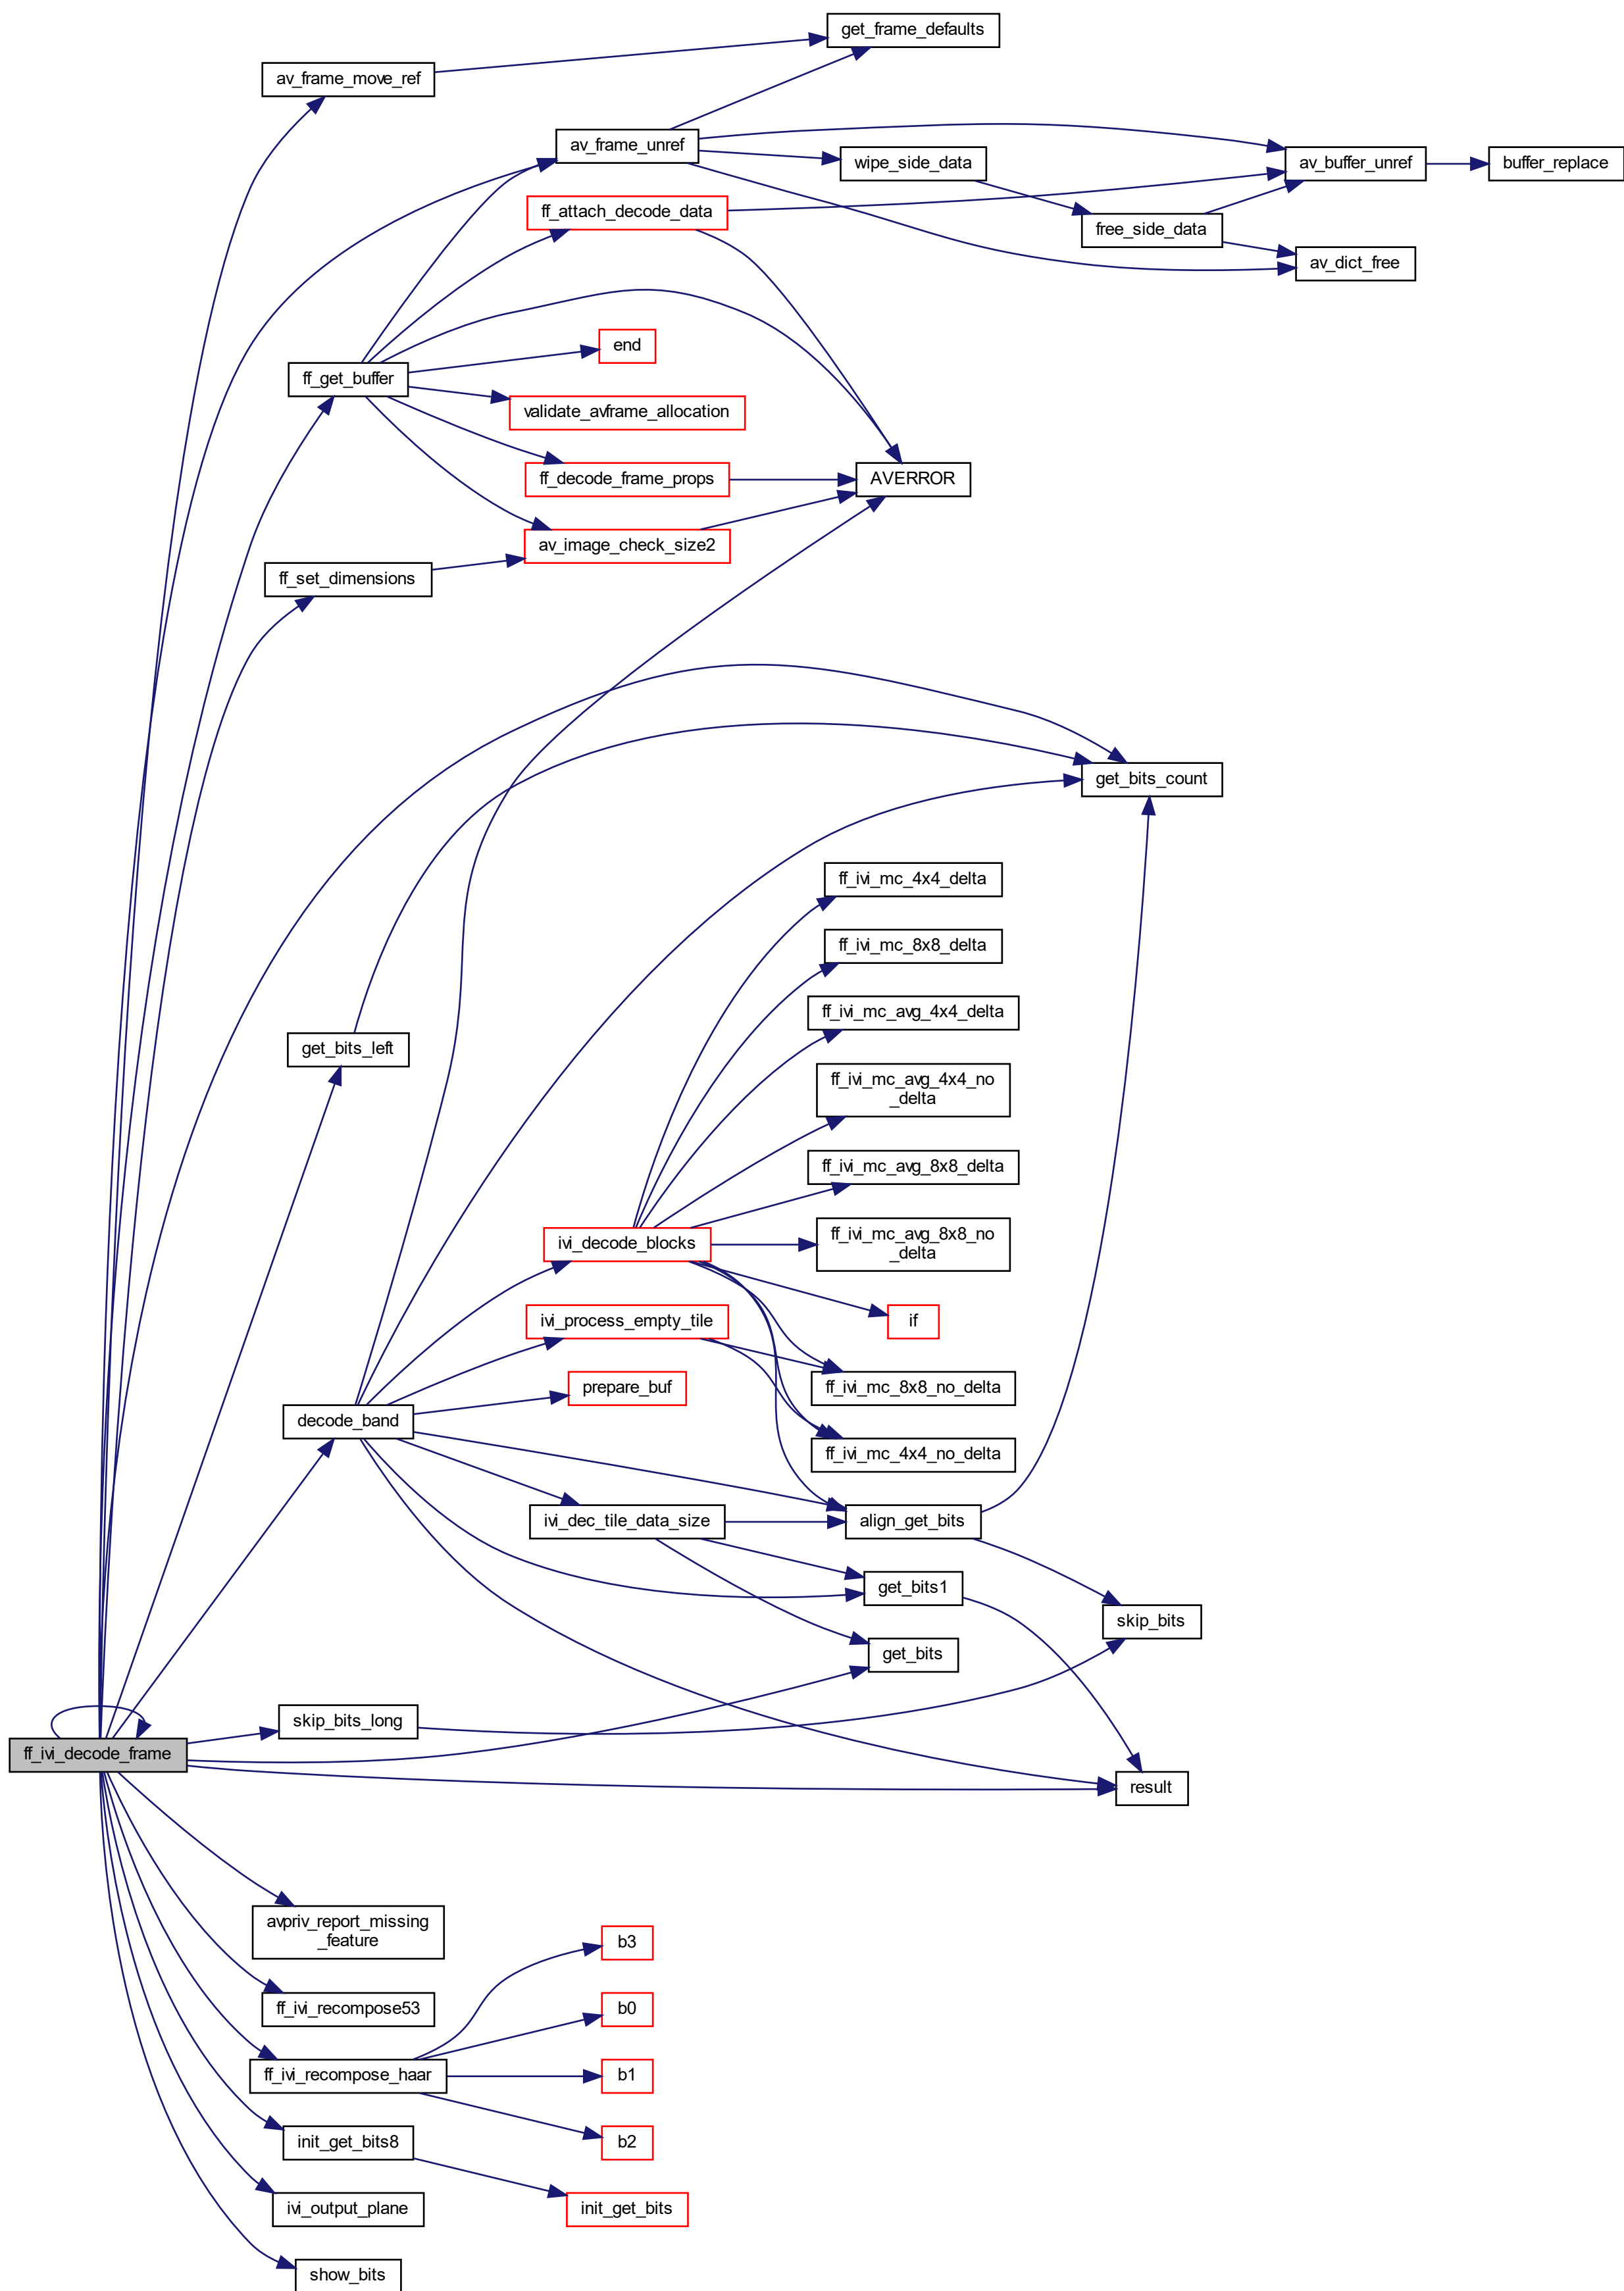 get_frame_defaults
av_frame_move_ref
av_frame_unref
wipe_side_data
av_buffer_unref
buffer_replace
ff_attach_decode_data
free_side_data
av_dict_free
end
ff_get_buffer
validate_avframe_allocation
ff_decode_frame_props
AVERROR
av_image_check_size2
ff_set_dimensions
get_bits_count
ff_ivi_mc_4x4_delta
ff_ivi_mc_8x8_delta
ff_ivi_mc_avg_4x4_delta
get_bits_left
ff_ivi_mc_avg_4x4_no
_delta
ff_ivi_mc_avg_8x8_delta
ivi_decode_blocks
ff_ivi_mc_avg_8x8_no
_delta
ivi_process_empty_tile
if
prepare_buf
ff_ivi_mc_8x8_no_delta
decode_band
ff_ivi_mc_4x4_no_delta
ivi_dec_tile_data_size
align_get_bits
get_bits1
skip_bits
get_bits
skip_bits_long
ff_ivi_decode_frame
result
avpriv_report_missing
_feature
b3
ff_ivi_recompose53
b0
ff_ivi_recompose_haar
b1
init_get_bits8
b2
ivi_output_plane
init_get_bits
show_bits